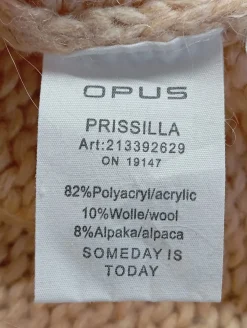 OPUS
PRISSILLA
Art:213392629
ON 19147
82%Polyacryl/acrylic
10%Wolle/wool
8%Alpaka/alpaca
SOMEDAY IS
TODAY